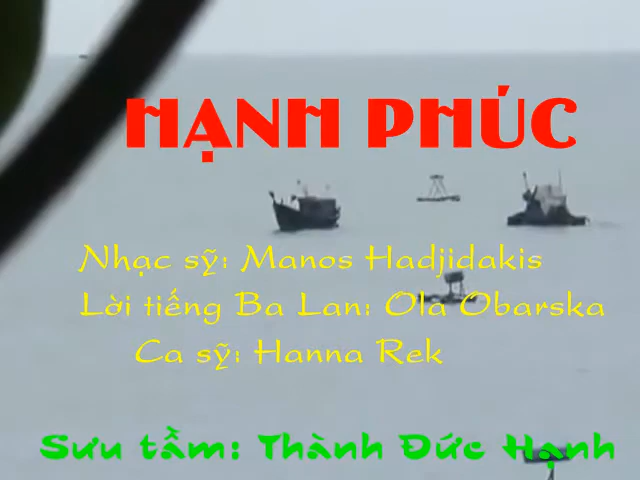 HẠNH PHÚC
Nhạc sỹ: Manos Hadjidakis
Lời tiếng Ba Lan: Ola Obarska
Ca sỹ: Hanna Rek
Sưu tầm: Thành Đức Hạnh